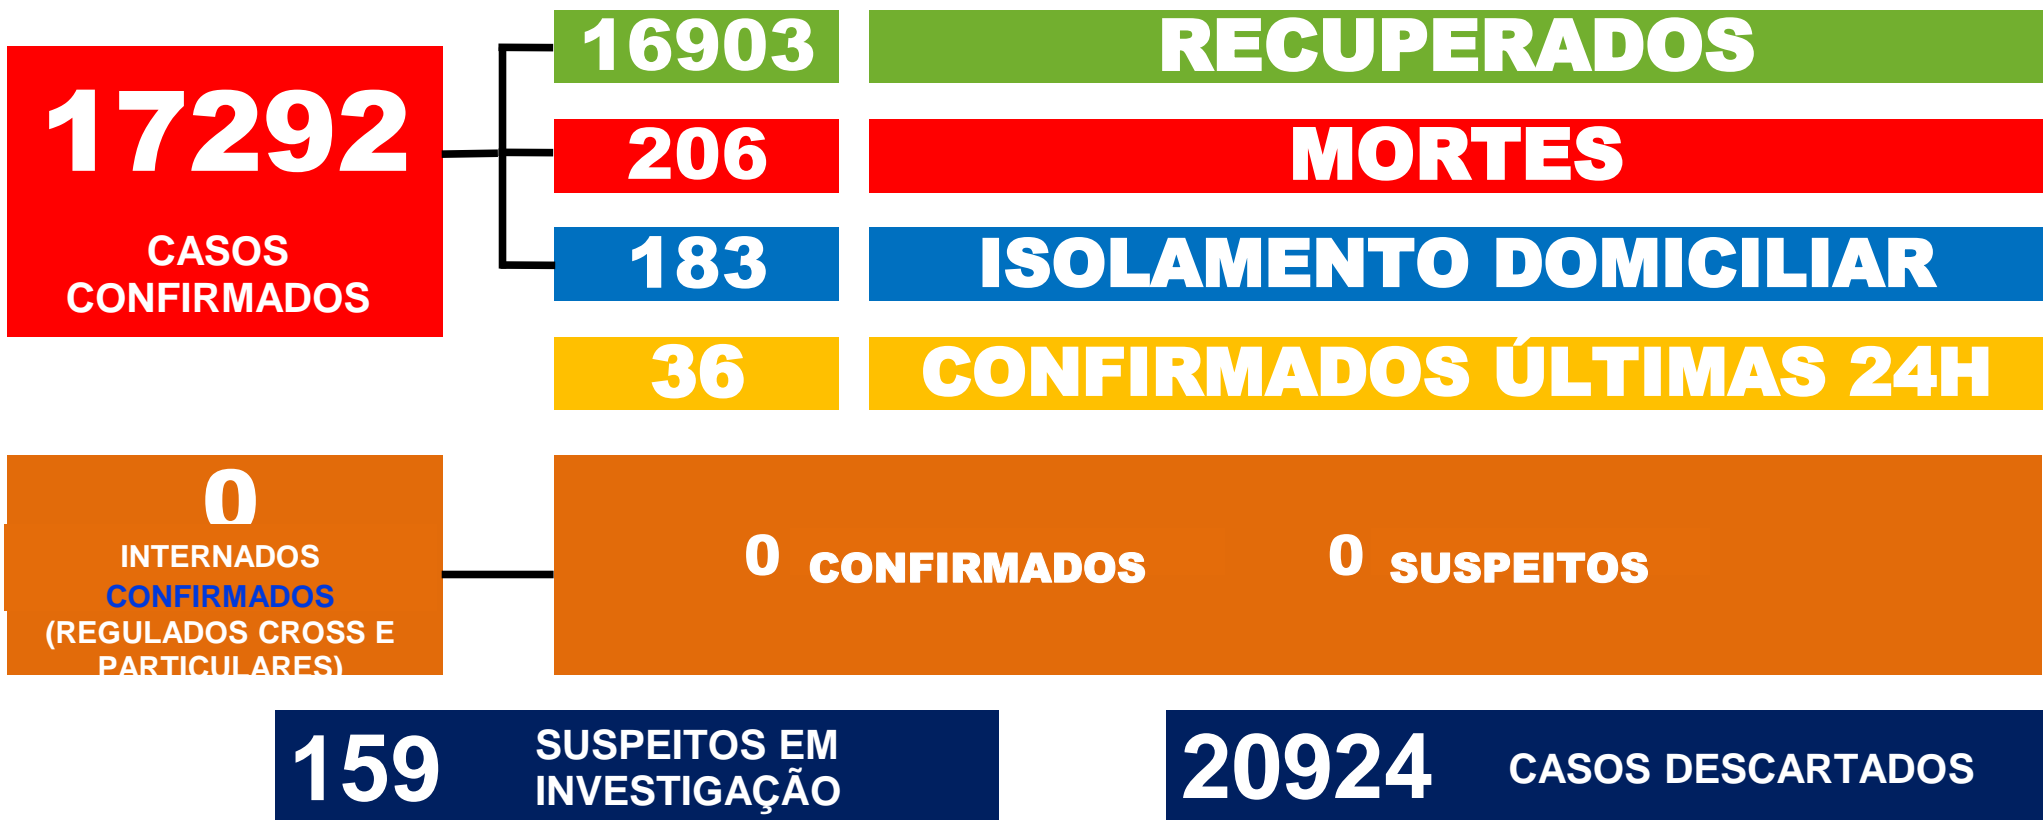 17292
CASOS
CONFIRMADOS
16903 RECUPERADOS
206 MORTES
183 ISOLAMENTO DOMICILIAR
36 CONFIRMADOS ÚLTIMAS 24H
0
INTERNADOS
CONFIRMADOS
(REGULADOS CROSS E
PARTICULARES)
0 CONFIRMADOS 0 SUSPEITOS
159 SUSPEITOS EM
INVESTIGAÇÃO
20924 CASOS DESCARTADOS